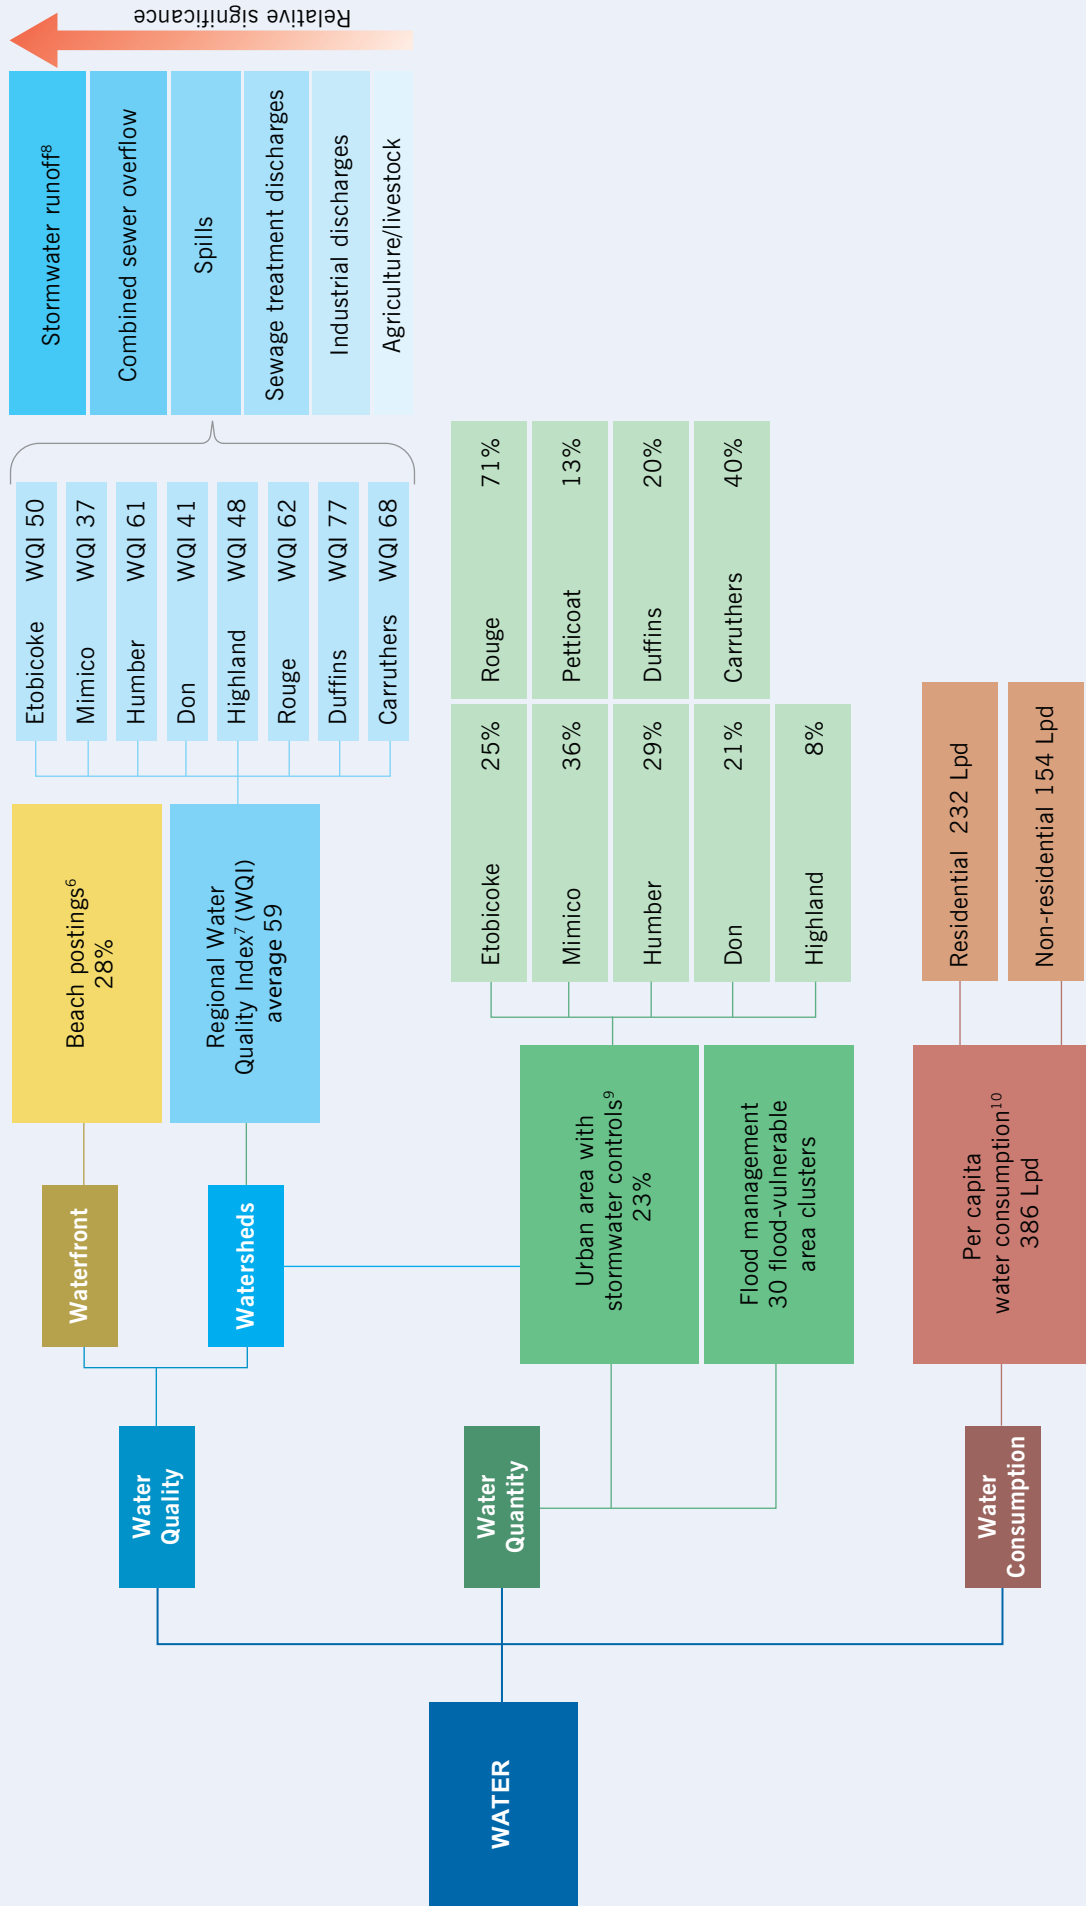 WATER
Water
Quality
Waterfront
Beach postings⁶
28%
Watersheds
Regional Water
Quality Index⁷ (WQI)
average 59
Etobicoke WQI 50
Mimico WQI 37
Humber WQI 61
Don WQI 41
Highland WQI 48
Rouge WQI 62
Duffins WQI 77
Carruthers WQI 68
Stormwater runoff⁸
Combined sewer overflow
Spills
Sewage treatment discharges
Industrial discharges
Agriculture/livestock
Relative significance
Water
Quantity
Urban area with
stormwater controls⁹
23%
Etobicoke 25%
Mimico 36%
Humber 29%
Don 21%
Highland 8%
Rouge 71%
Petticoat 13%
Duffins 20%
Carruthers 40%
Flood management
30 flood-vulnerable
area clusters
Water
Consumption
Per capita
water consumption¹⁰
386 Lpd
Residential 232 Lpd
Non-residential 154 Lpd